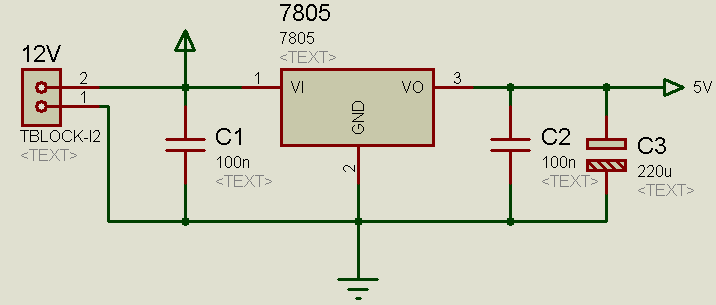 7805
7805
<TEXT>
12V
2
1
TBLOCK-I2
<TEXT>
1
VI
VO
3
GND
2
5V
C1
100n
<TEXT>
C2
100n
<TEXT>
C3
220u
<TEXT>